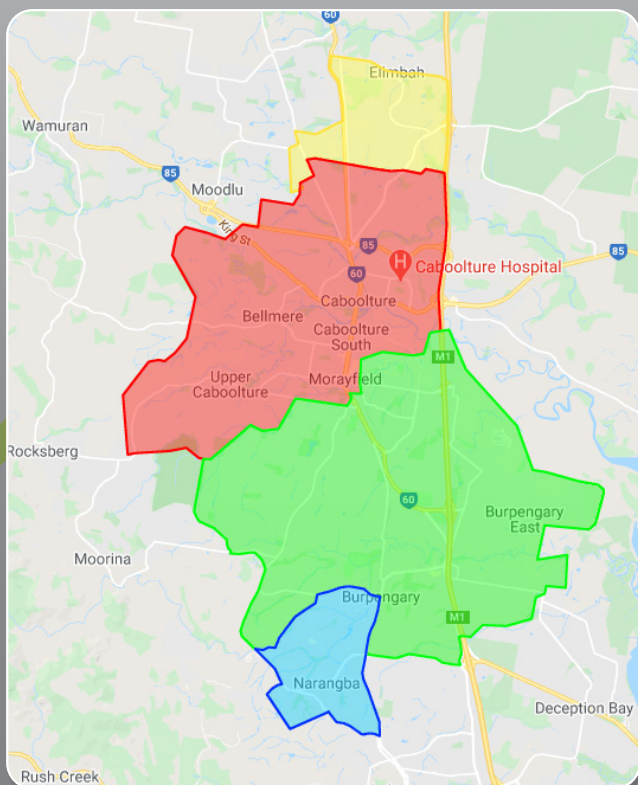 60
Elimbah
Wamuran
85
Moodlu
King St
85
85
H
Caboolture Hospital
60
Caboolture
Bellmere
Caboolture
South
M1
Morayfield
Upper
Caboolture
Rocksberg
60
Burpengary
East
Moorina
Burpengary
M1
Narangba
Deception Bay
Rush Creek